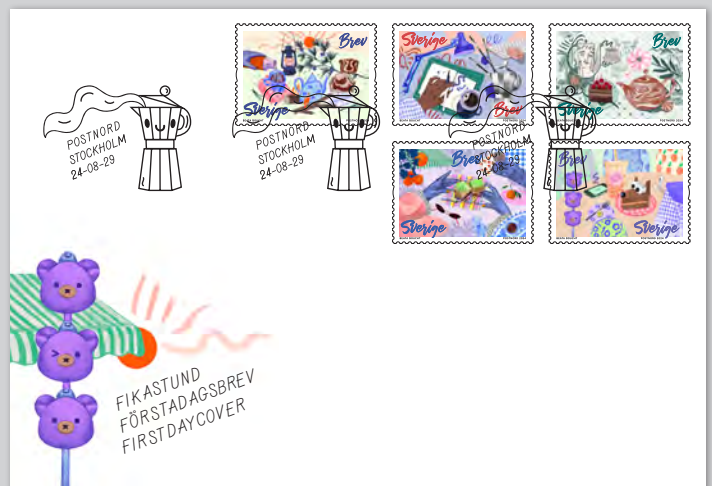 Brev
Sverige
Sverige
Brev
Brev
Sverige
POSTNORD
STOCKHOLM
24-08-29
POSTNORD
STOCKHOLM
24-08-29
POSTNORD
STOCKHOLM
24-08-29
Brev
Sverige
Brev
Sverige
FIKASTUND
FÖRSTADAGSBREV
FIRSTDAYCOVER